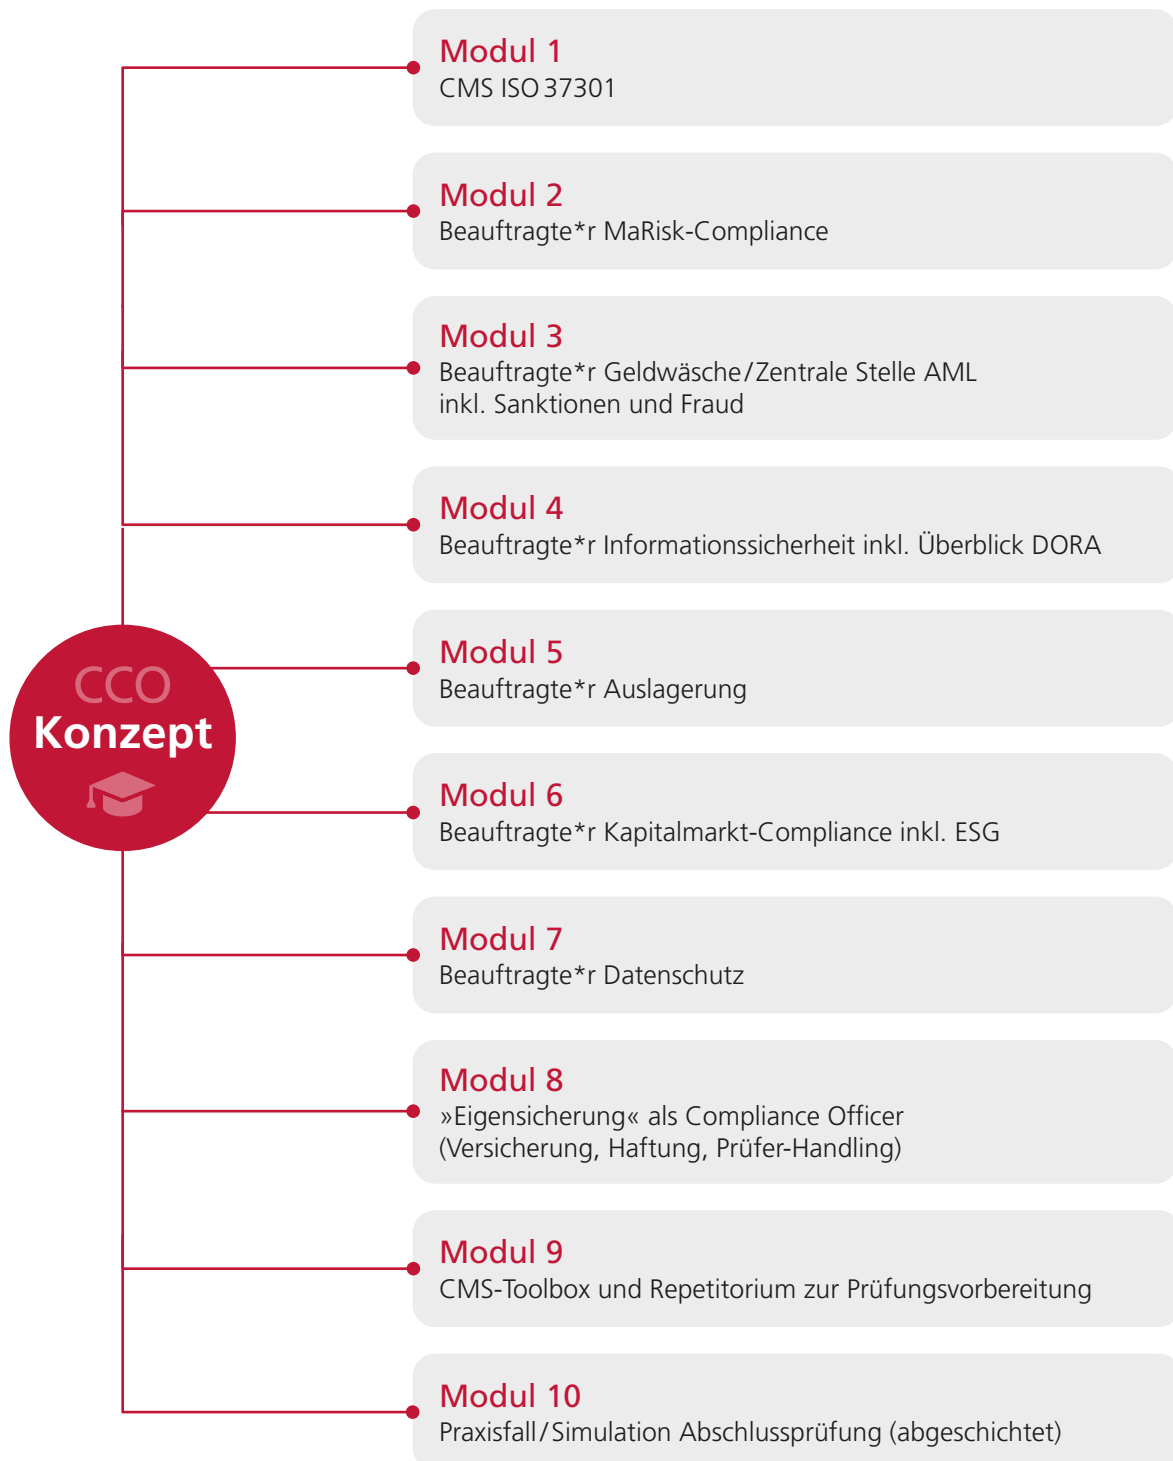 Modul 1
CMS ISO 37301
Modul 2
Beauftragte*r MaRisk-Compliance
Modul 3
Beauftragte*r Geldwäsche/Zentrale Stelle AML
inkl. Sanktionen und Fraud
Modul 4
Beauftragte*r Informationssicherheit inkl. Überblick DORA
Modul 5
Beauftragte*r Auslagerung
CCO
Konzept
Modul 6
Beauftragte*r Kapitalmarkt-Compliance inkl. ESG
Modul 7
Beauftragte*r Datenschutz
Modul 8
»Eigensicherung« als Compliance Officer
(Versicherung, Haftung, Prüfer-Handling)
Modul 9
CMS-Toolbox und Repetitorium zur Prüfungsvorbereitung
Modul 10
Praxisfall/Simulation Abschlussprüfung (abgeschichtet)